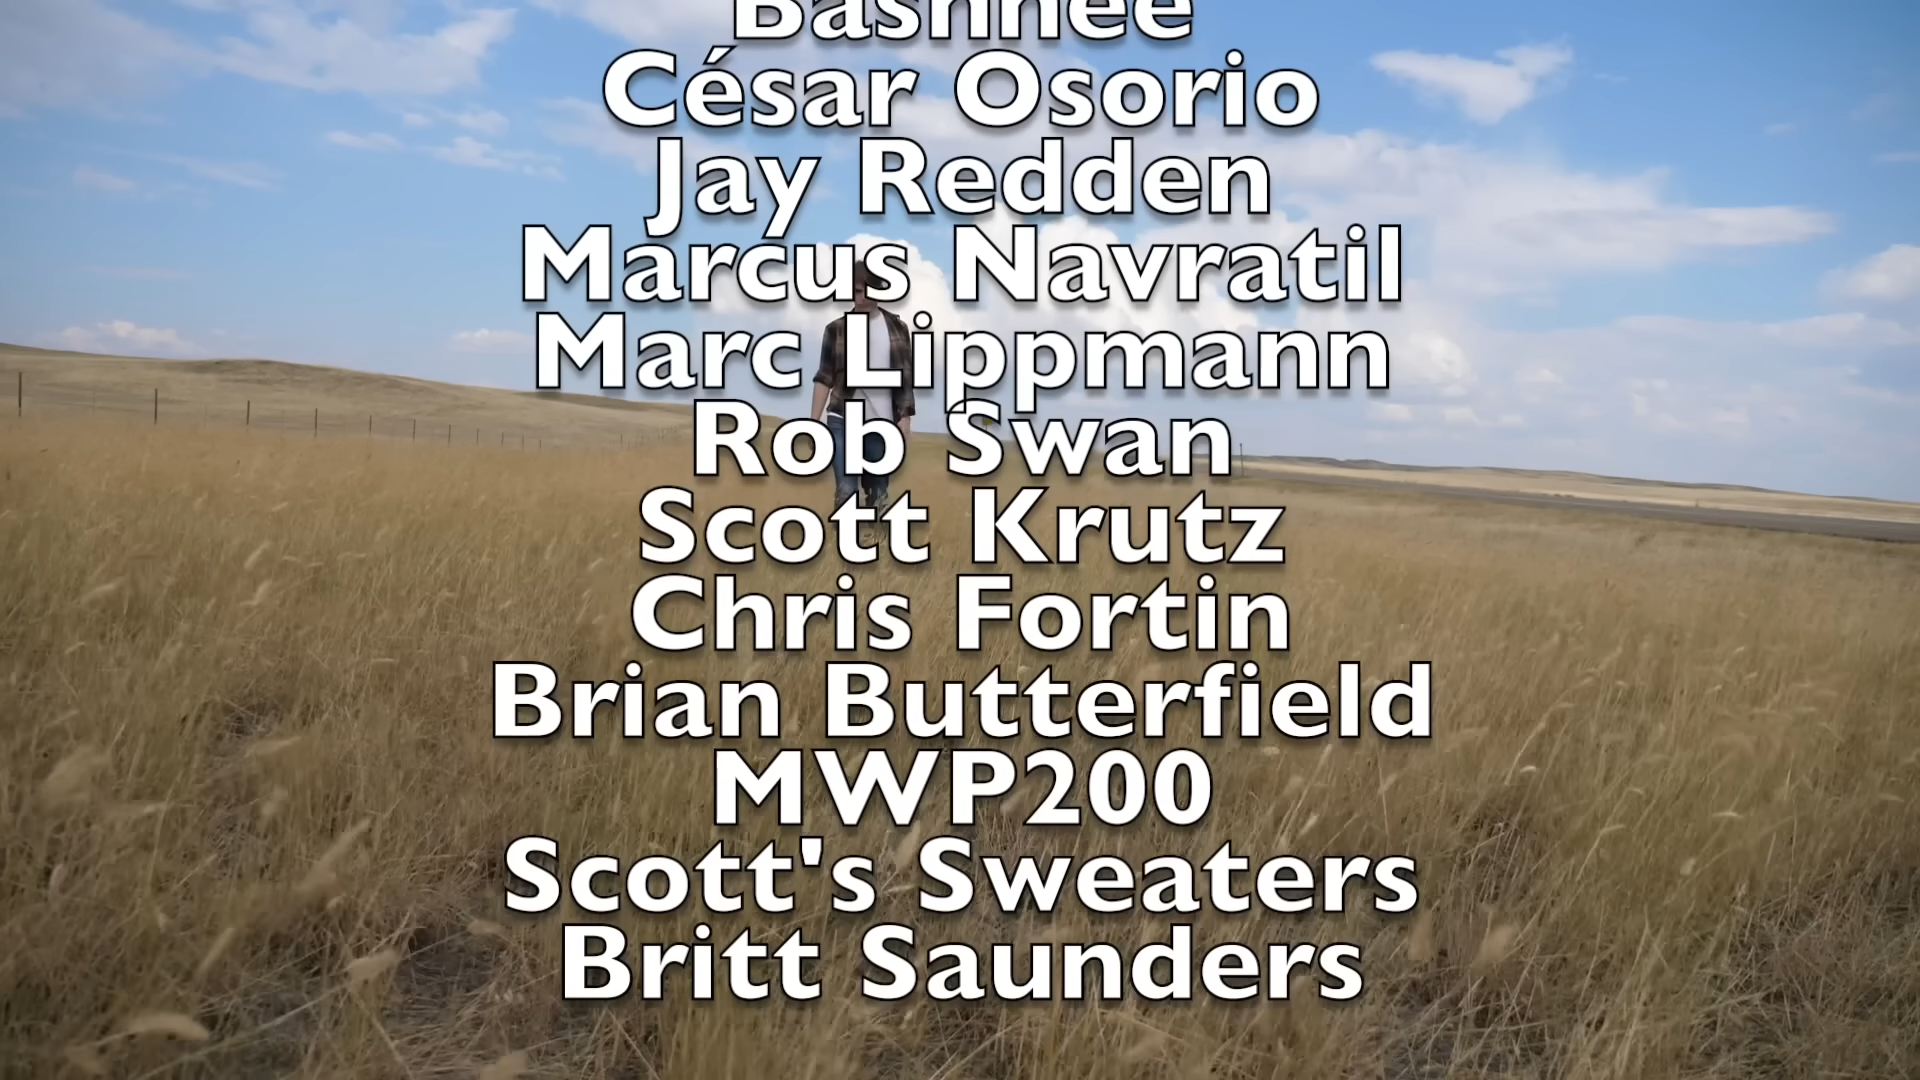 César Osorio
Jay Redden
Marcus Navratil
Marc Lippmann
Rob Swan
Scott Krutz
Chris Fortin
Brian Butterfield
MWP200
Scott's Sweaters
Britt Saunders